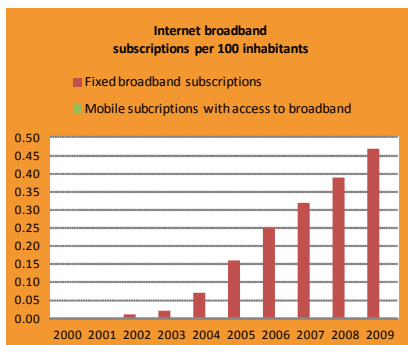 Internet broadband
subscriptions per 100 inhabitants
Fixed broadband subscriptions
Mobile subcriptions with access to broadband
0.50
0.45
0.40
0.35
0.30
0.25
0.20
0.15
0.10
0.05
0.00
2000 2001 2002 2003 2004 2005 2006 2007 2008 2009